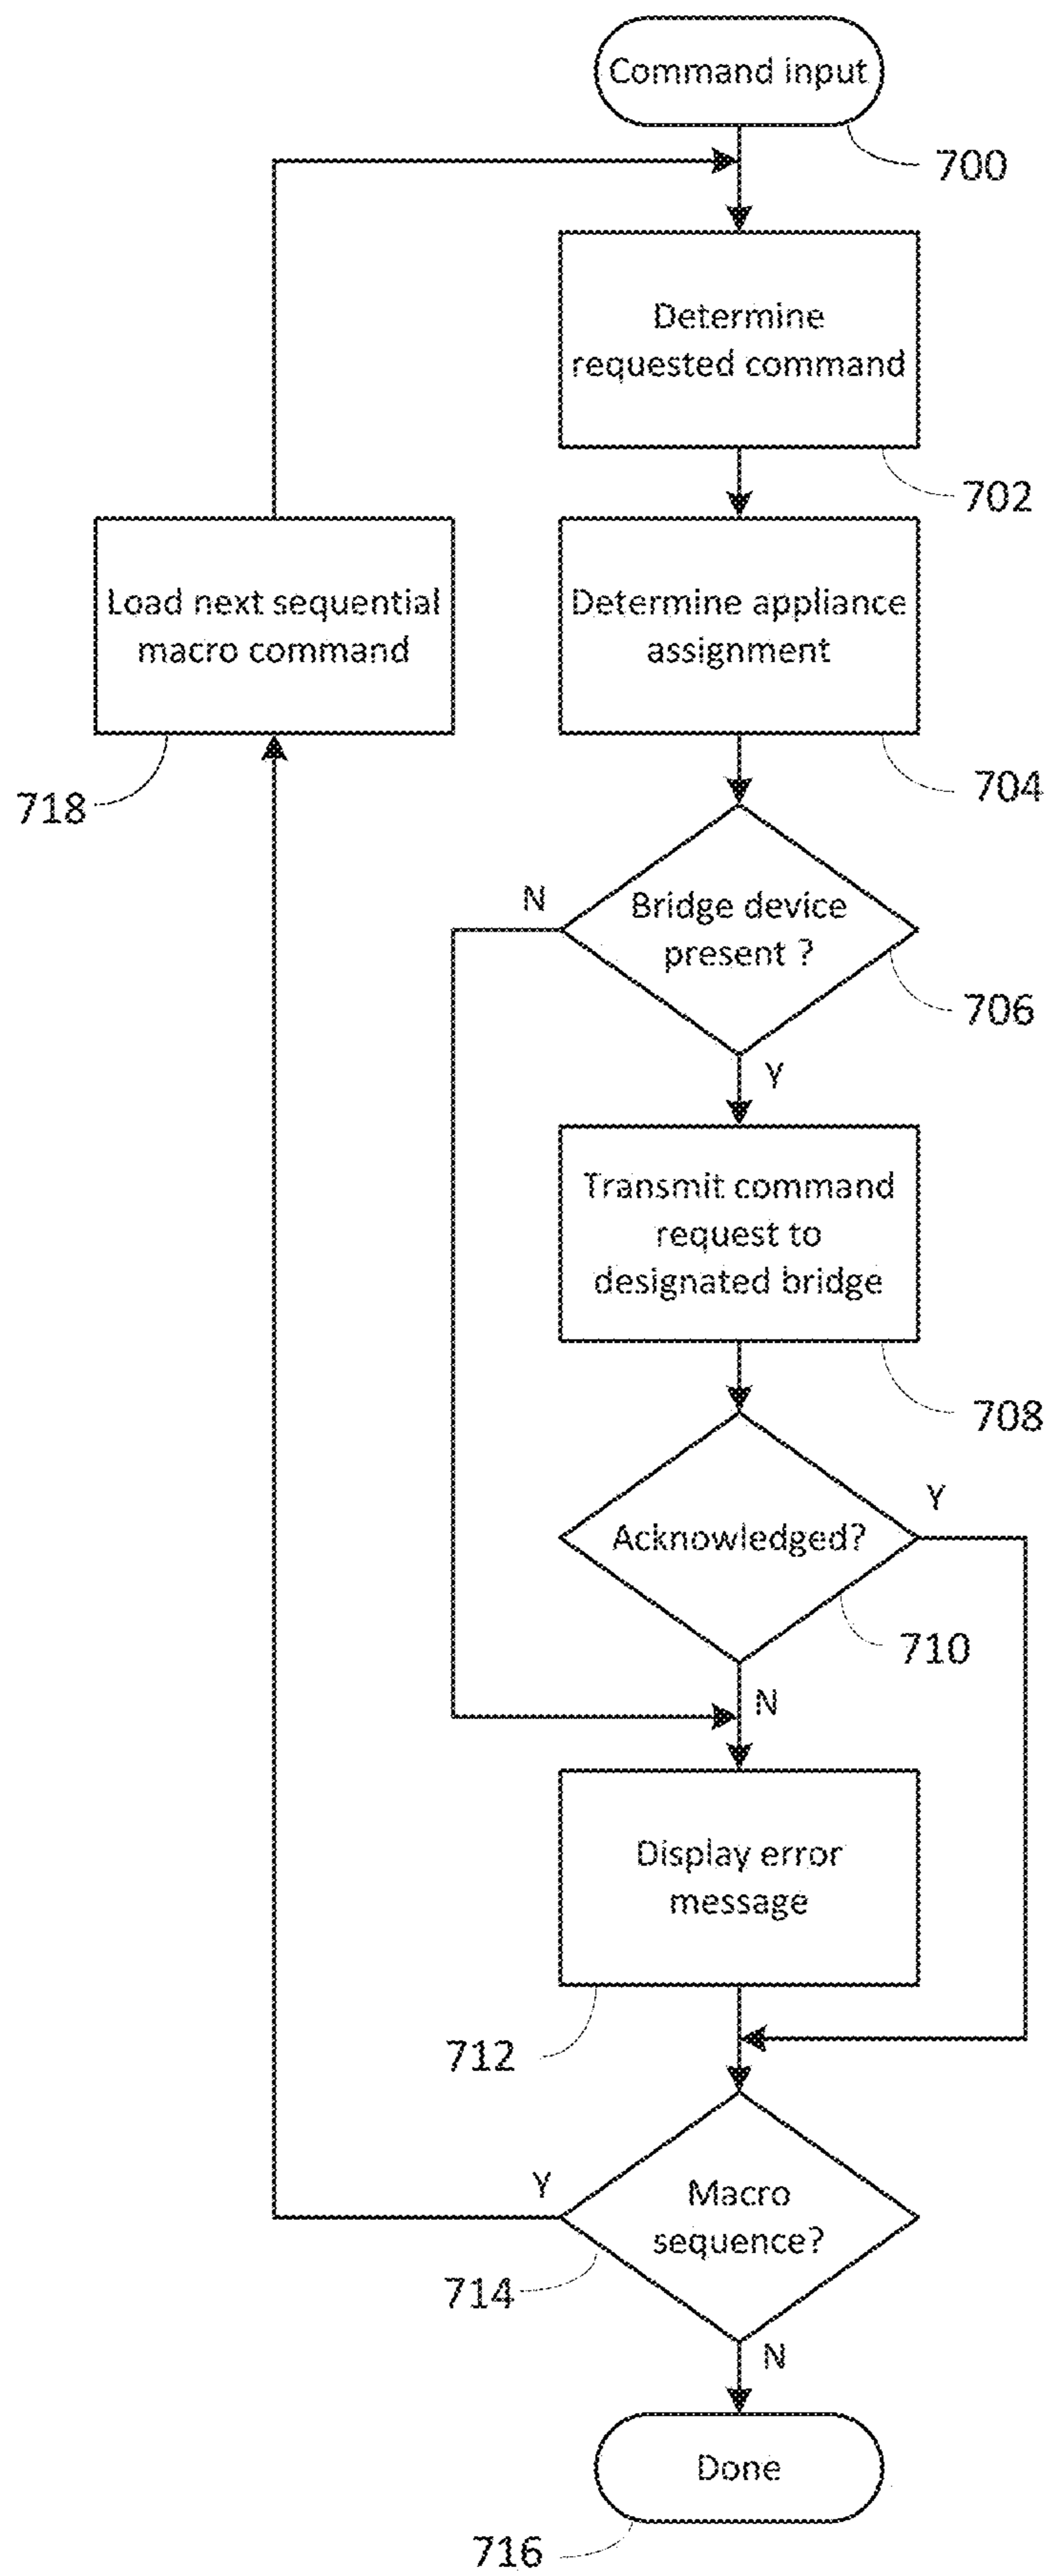 Command input
700
Determine
requested command
702
Load next sequential
macro command
718
Determine appliance
assignment
704
N
Bridge device
present ?
706
Y
Transmit command
request to
designated bridge
708
Y
Acknowledged?
710
N
Display error
message
712
Y
Macro
sequence?
714
N
Done
716